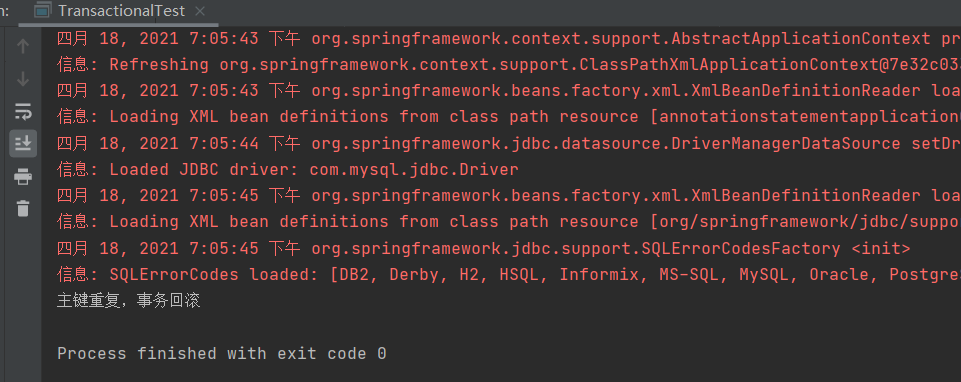 n: TransactionalTest ×
四月 18, 2021 7:05:43 下午 org.springframework.context.support.AbstractApplicationContext pr
信息: Refreshing org.springframework.context.support.ClassPathXmlApplicationContext@7e32c03
四月 18, 2021 7:05:43 下午 org.springframework.beans.factory.xml.XmlBeanDefinitionReader loa
信息: Loading XML bean definitions from class path resource [annotationstatementapplication
四月 18, 2021 7:05:44 下午 org.springframework.jdbc.datasource.DriverManagerDataSource setDr
信息: Loaded JDBC driver: com.mysql.jdbc.Driver
四月 18, 2021 7:05:45 下午 org.springframework.beans.factory.xml.XmlBeanDefinitionReader loa
信息: Loading XML bean definitions from class path resource [org/springframework/jdbc/suppo
四月 18, 2021 7:05:45 下午 org.springframework.jdbc.support.SQLErrorCodesFactory <init>
信息: SQLErrorCodes loaded: [DB2, Derby, H2, HSQL, Informix, MS-SQL, MySQL, Oracle, Postgre
主键重复，事务回滚
Process finished with exit code 0